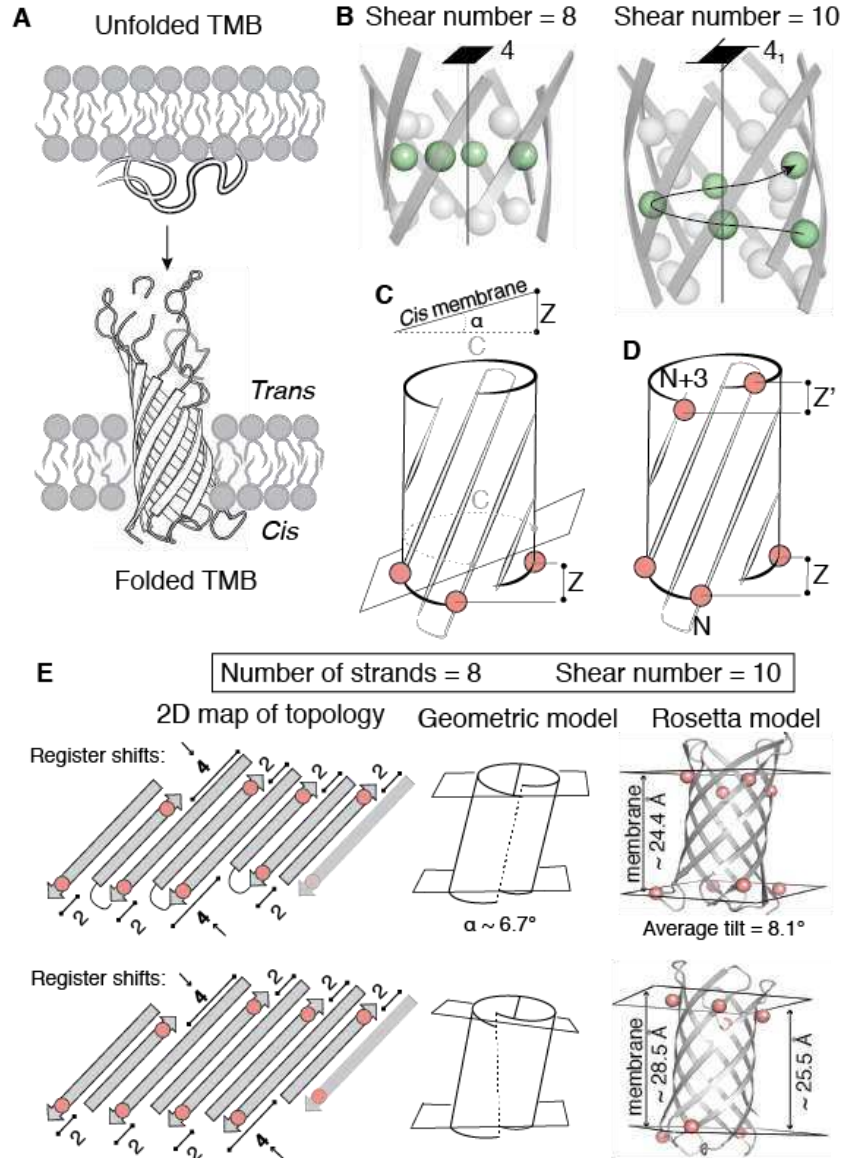 A
Unfolded TMB
Trans
Cis
Folded TMB
B Shear number = 8
4
Shear number = 10
4₁
C
Cis membrane
α
Z
C
C
Z
D
N+3
Z'
Z
N
E
Number of strands = 8 Shear number = 10
2D map of topology Geometric model Rosetta model
Register shifts:
4
2
2
2
2
2
4
membrane
~ 24.4 Å
α ~ 6.7°
Average tilt = 8.1°
Register shifts:
4
2
2
2
2
2
2
4
membrane
~ 28.5 Å
~ 25.5 Å